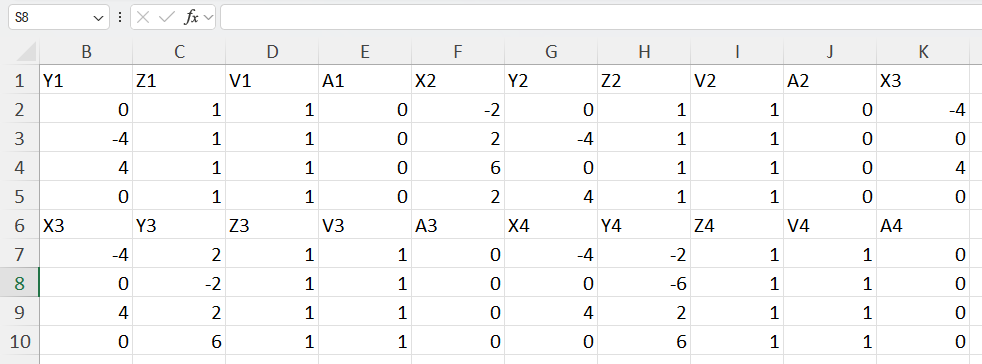 S8 fx
B C D E F G H I J K
1 Y1 Z1 V1 A1 X2 Y2 Z2 V2 A2 X3
2 0 1 1 0 -2 0 1 1 0 -4
3 -4 1 1 0 2 -4 1 1 0 0
4 4 1 1 0 6 0 1 1 0 4
5 0 1 1 0 2 4 1 1 0 0
6 X3 Y3 Z3 V3 A3 X4 Y4 Z4 V4 A4
7 -4 2 1 1 0 -4 -2 1 1 0
8 0 -2 1 1 0 0 -6 1 1 0
9 4 2 1 1 0 4 2 1 1 0
10 0 6 1 1 0 0 6 1 1 0